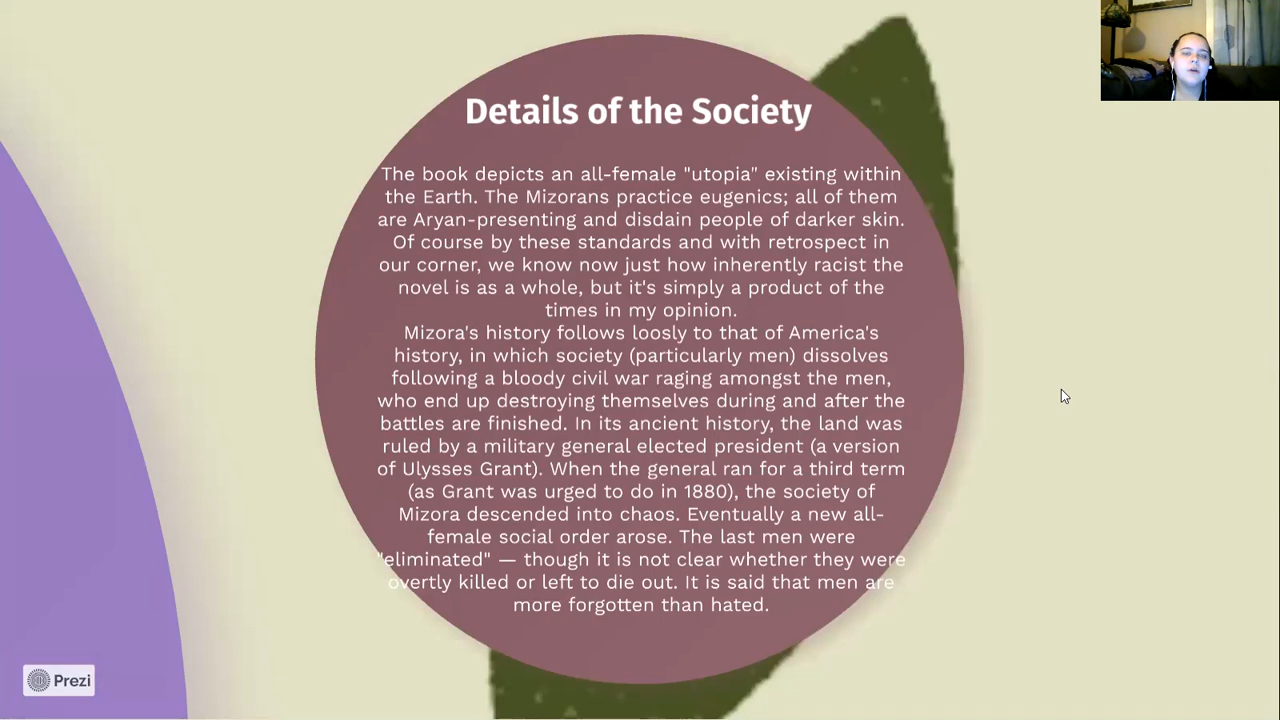 Details of the Society
The book depicts an all-female "utopia" existing within
the Earth. The Mizorans practice eugenics; all of them
are Aryan-presenting and disdain people of darker skin.
Of course by these standards and with retrospect in
our corner, we know now just how inherently racist the
novel is as a whole, but it's simply a product of the
times in my opinion.
Mizora's history follows loosly to that of America's
history, in which society (particularly men) dissolves
following a bloody civil war raging amongst the men,
who end up destroying themselves during and after the
battles are finished. In its ancient history, the land was
ruled by a military general elected president (a version
of Ulysses Grant). When the general ran for a third term
(as Grant was urged to do in 1880), the society of
Mizora descended into chaos. Eventually a new all-
female social order arose. The last men were
"eliminated" — though it is not clear whether they were
overtly killed or left to die out. It is said that men are
more forgotten than hated.
Prezi